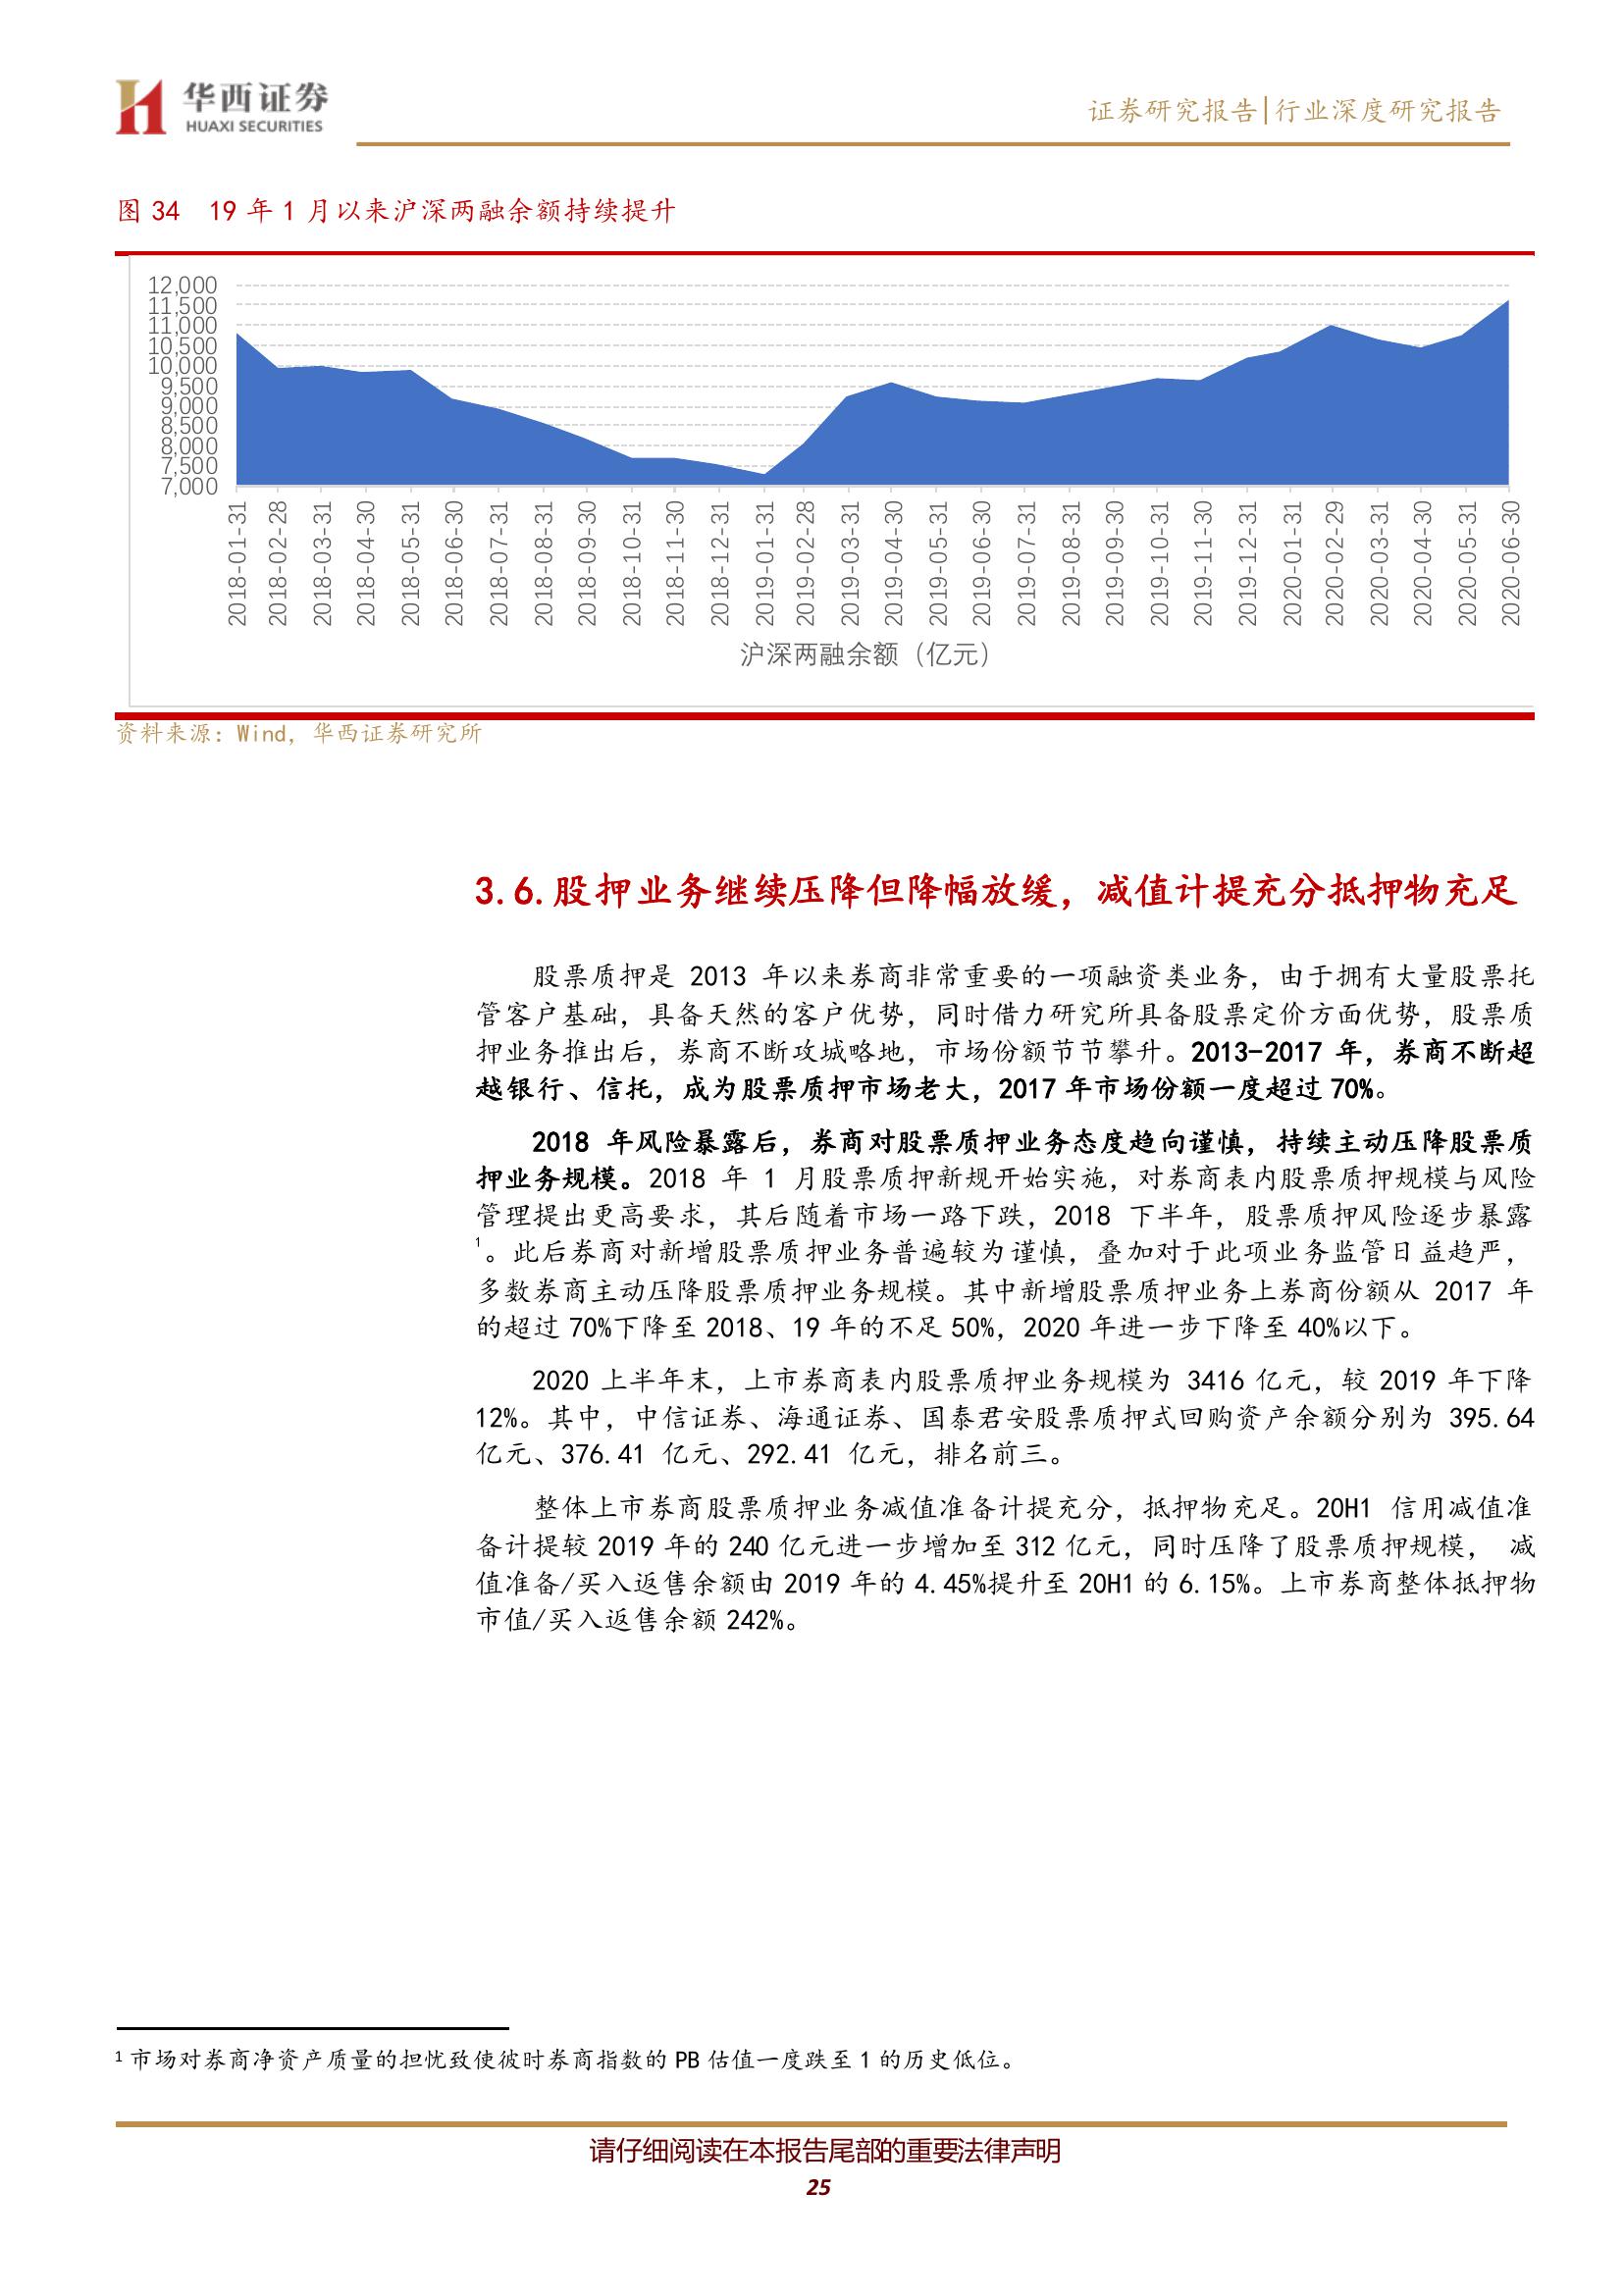 华西证券
HUAXI SECURITIES
证券研究报告|行业深度研究报告
图 34 19 年 1 月以来沪深两融余额持续提升
12,000
11,500
11,000
10,500
10,000
9,500
9,000
8,500
8,000
7,500
7,000
2018-01-31
2018-02-28
2018-03-31
2018-04-30
2018-05-31
2018-06-30
2018-07-31
2018-08-31
2018-09-30
2018-10-31
2018-11-30
2018-12-31
2019-01-31
2019-02-28
2019-03-31
2019-04-30
2019-05-31
2019-06-30
2019-07-31
2019-08-31
2019-09-30
2019-10-31
2019-11-30
2019-12-31
2020-01-31
2020-02-29
2020-03-31
2020-04-30
2020-05-31
2020-06-30
沪深两融余额（亿元）
资料来源：Wind，华西证券研究所
3.6.股押业务继续压降但降幅放缓，减值计提充分抵押物充足
股票质押是 2013 年以来券商非常重要的一项融资类业务，由于拥有大量股票托
管客户基础，具备天然的客户优势，同时借力研究所具备股票定价方面优势，股票质
押业务推出后，券商不断攻城略地，市场份额节节攀升。2013-2017 年，券商不断超
越银行、信托，成为股票质押市场老大，2017 年市场份额一度超过 70%。
2018 年风险暴露后，券商对股票质押业务态度趋向谨慎，持续主动压降股票质
押业务规模。2018 年 1 月股票质押新规开始实施，对券商表内股票质押规模与风险
管理提出更高要求，其后随着市场一路下跌，2018 下半年，股票质押风险逐步暴露
1。此后券商对新增股票质押业务普遍较为谨慎，叠加对于此项业务监管日益趋严，
多数券商主动压降股票质押业务规模。其中新增股票质押业务上券商份额从 2017 年
的超过 70%下降至 2018、19 年的不足 50%，2020 年进一步下降至 40%以下。
2020 上半年末，上市券商表内股票质押业务规模为 3416 亿元，较 2019 年下降
12%。其中，中信证券、海通证券、国泰君安股票质押式回购资产余额分别为 395.64
亿元、376.41 亿元、292.41 亿元，排名前三。
整体上市券商股票质押业务减值准备计提充分，抵押物充足。20H1 信用减值准
备计提较 2019 年的 240 亿元进一步增加至 312 亿元，同时压降了股票质押规模， 减
值准备/买入返售余额由 2019 年的 4.45%提升至 20H1 的 6.15%。上市券商整体抵押物
市值/买入返售余额 242%。
1 市场对券商净资产质量的担忧致使彼时券商指数的 PB 估值一度跌至 1 的历史低位。
请仔细阅读在本报告尾部的重要法律声明
25